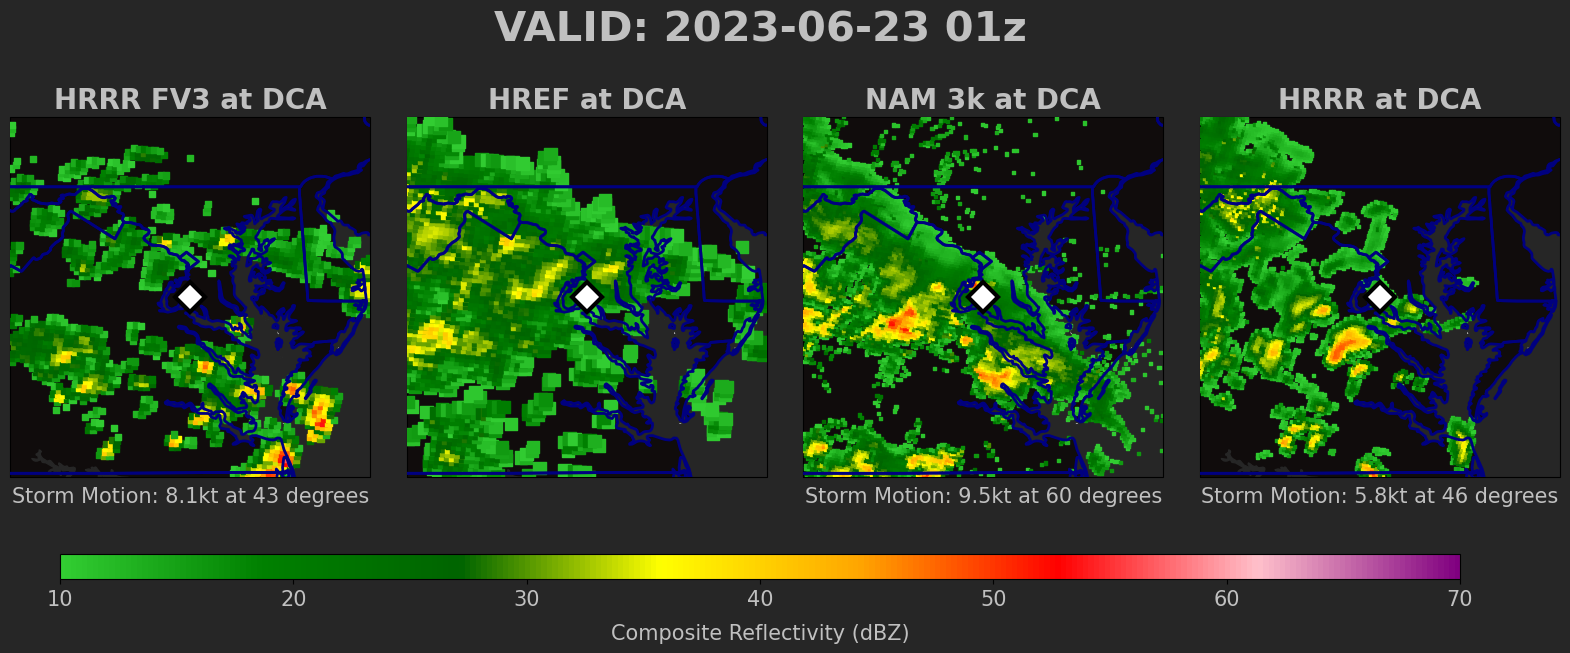 VALID: 2023-06-23 01z
HRRR FV3 at DCA
HREF at DCA
NAM 3k at DCA
HRRR at DCA
Storm Motion: 8.1kt at 43 degrees
Storm Motion: 9.5kt at 60 degrees
Storm Motion: 5.8kt at 46 degrees
10 20 30 40 50 60 70
Composite Reflectivity (dBZ)